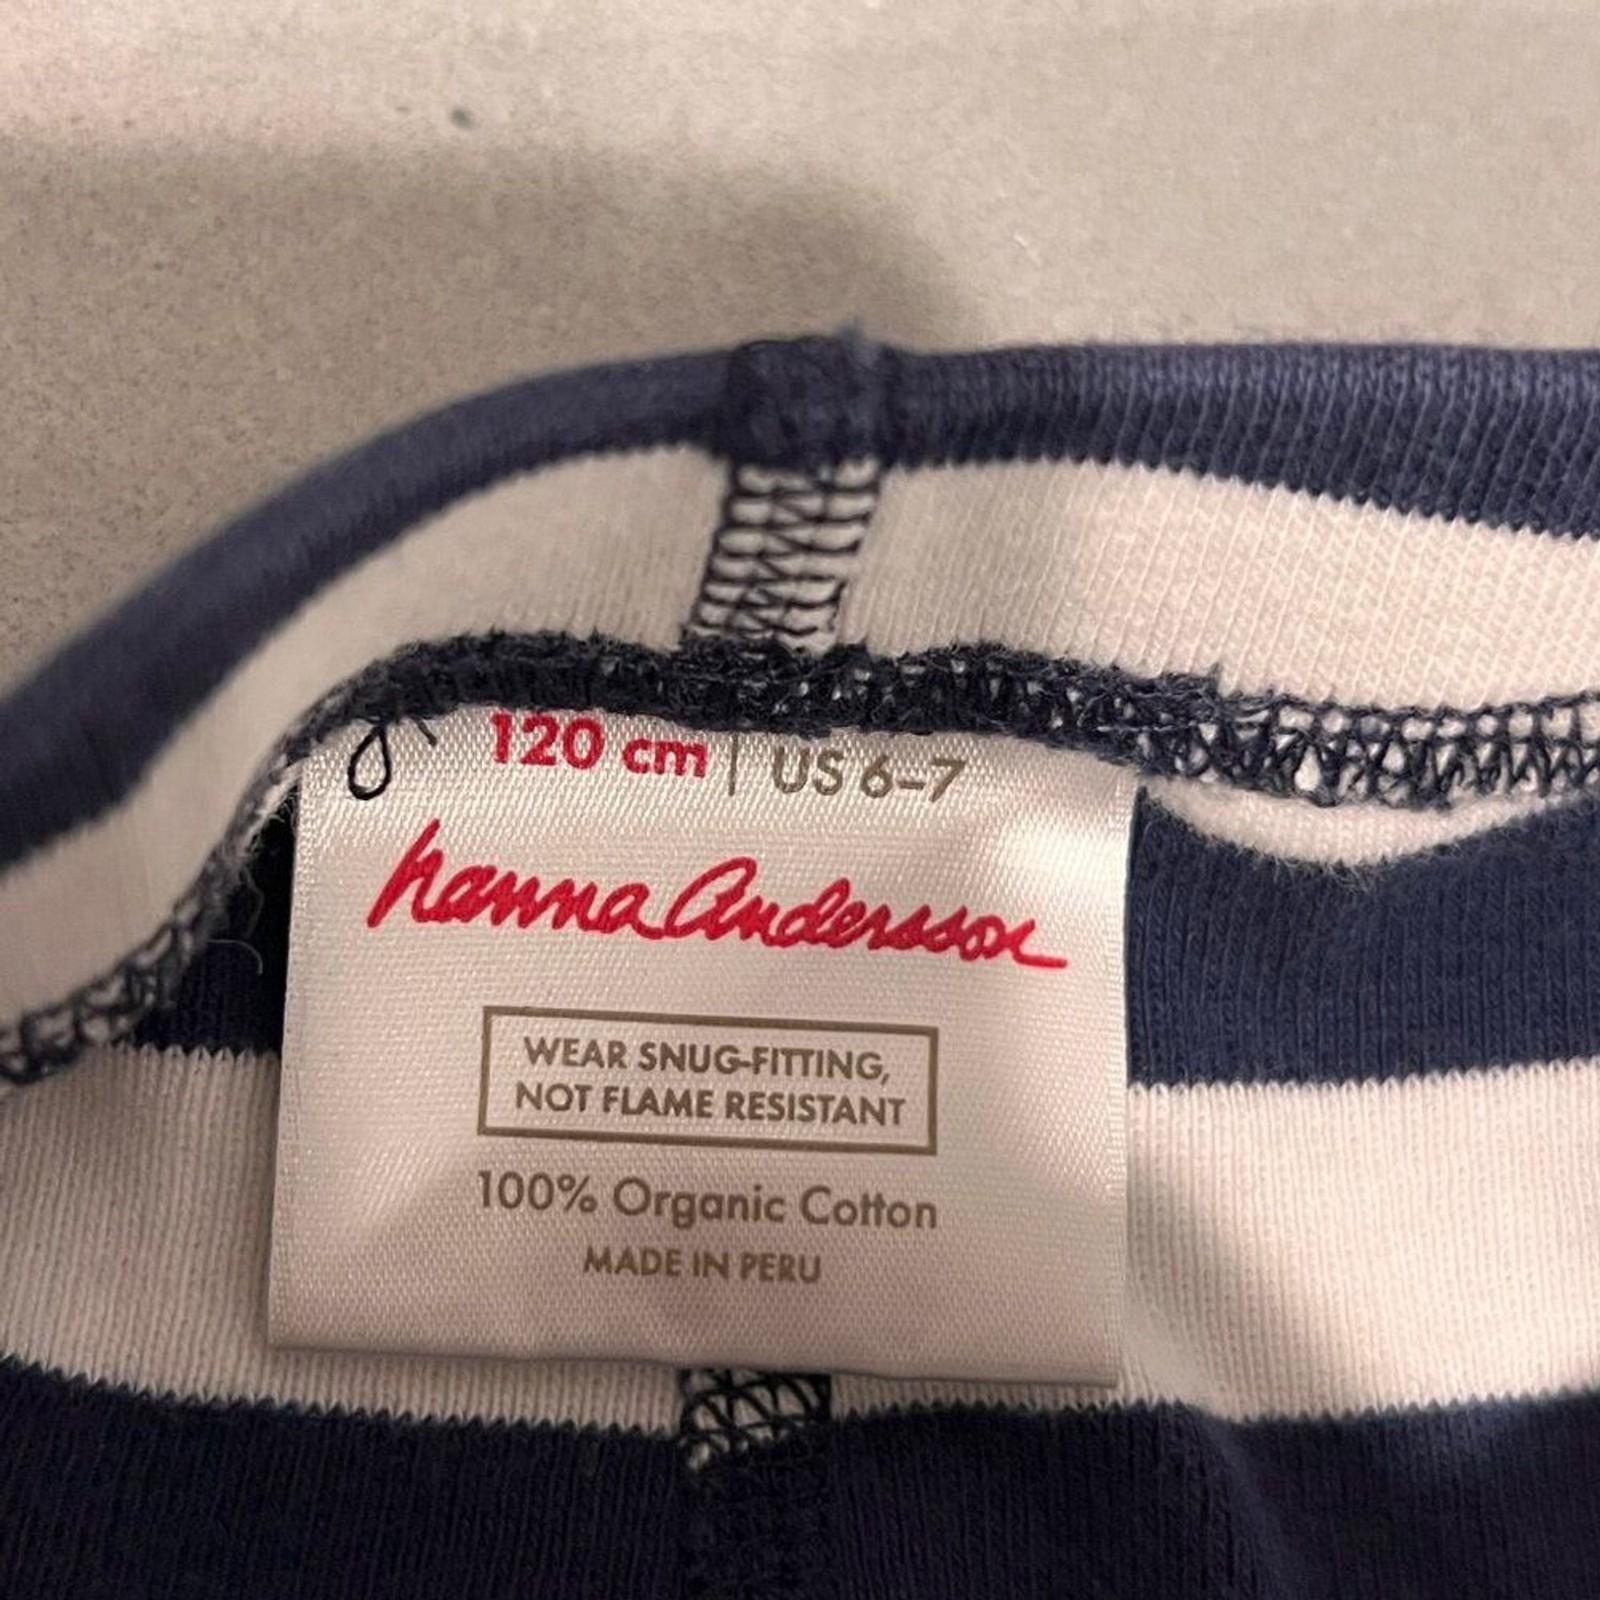 120 cm | US 6–7
hanna Andersson
WEAR SNUG-FITTING,
NOT FLAME RESISTANT
100% Organic Cotton
MADE IN PERU